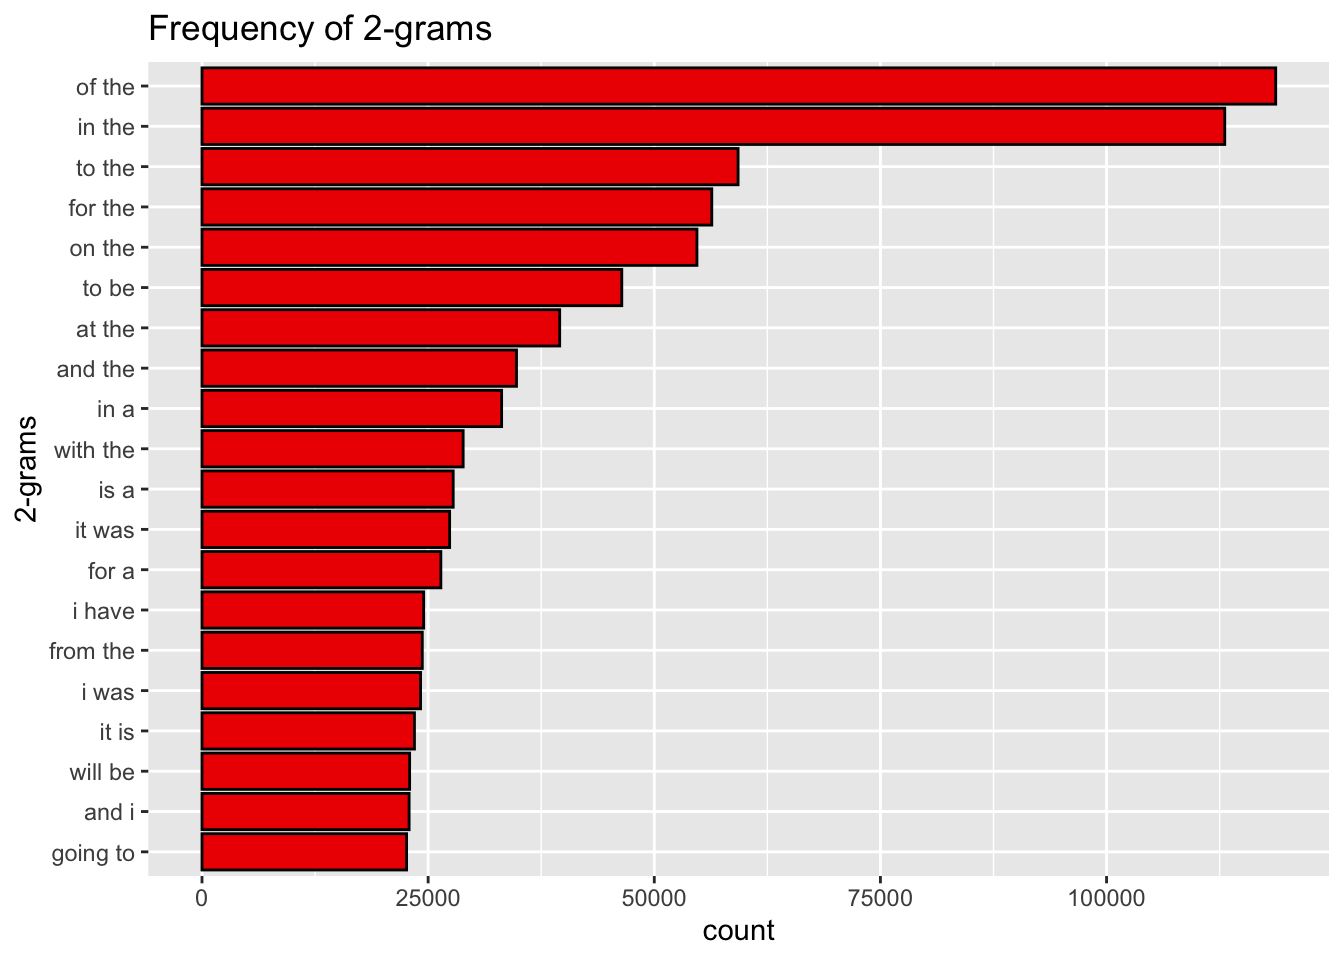 Frequency of 2-grams
of the
in the
to the
for the
on the
to be
at the
and the
in a
with the
is a
it was
for a
i have
from the
i was
it is
will be
and i
going to
2-grams
0 25000 50000 75000 100000
count